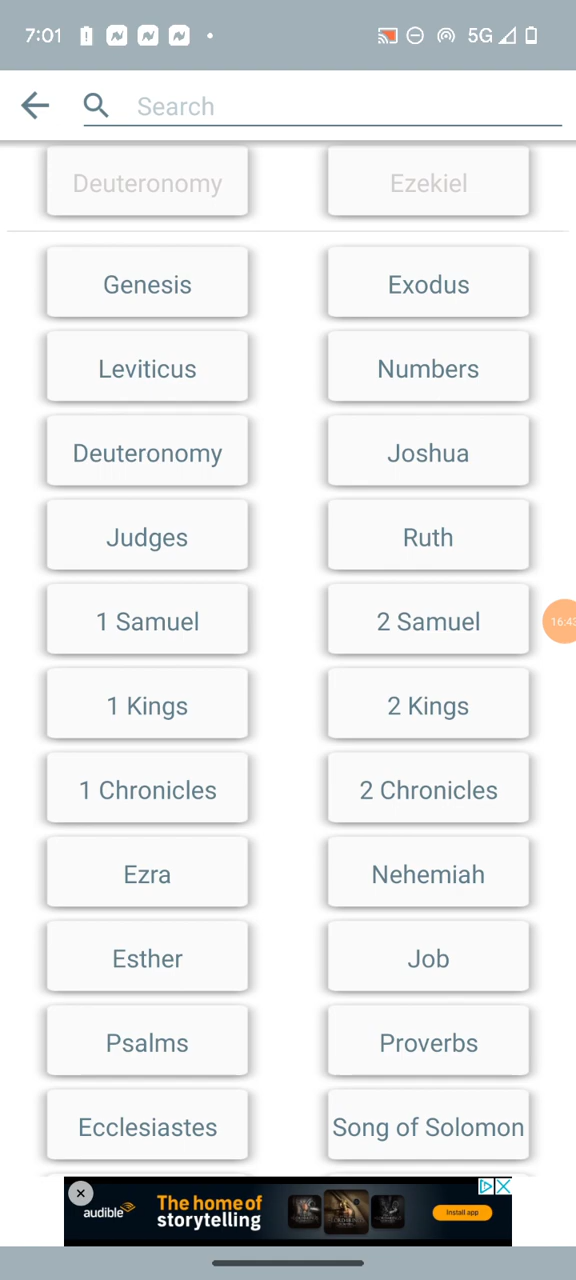 7:01 5G
Search
Deuteronomy Ezekiel
Genesis Exodus
Leviticus Numbers
Deuteronomy Joshua
Judges Ruth
1 Samuel 2 Samuel
16:43
1 Kings 2 Kings
1 Chronicles 2 Chronicles
Ezra Nehemiah
Esther Job
Psalms Proverbs
Ecclesiastes Song of Solomon
audible
The home of
storytelling
Install app